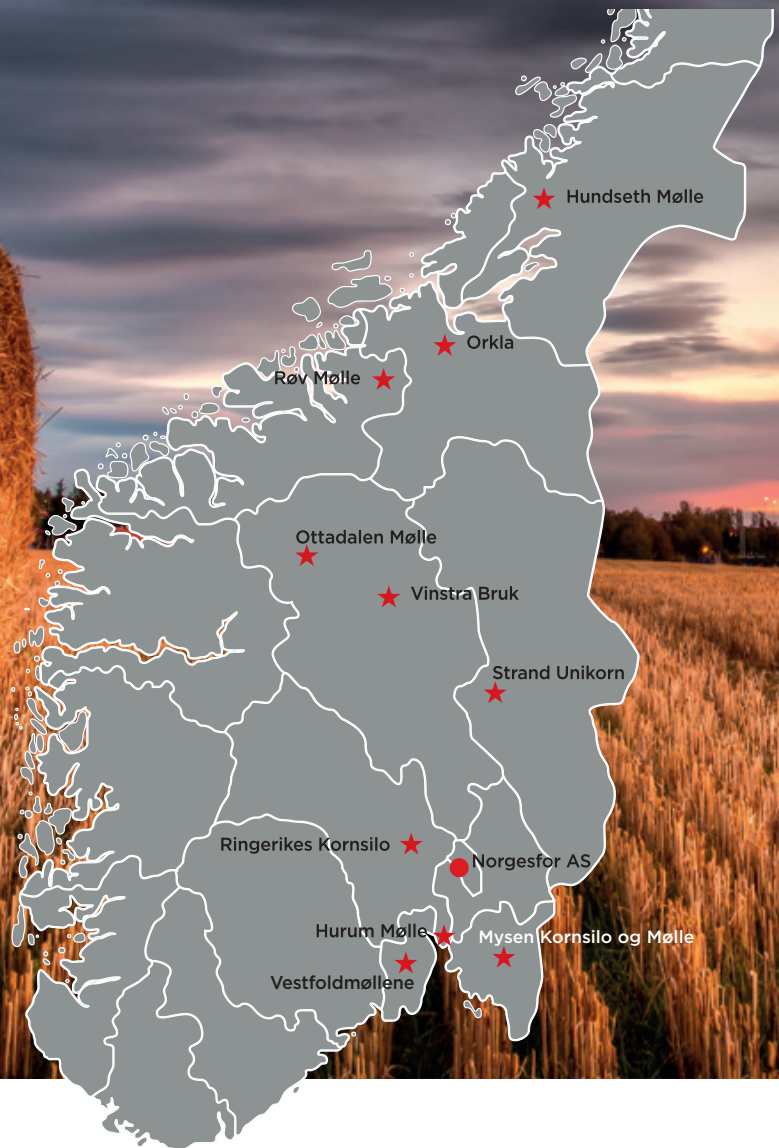 Hundseth Mølle
Orkla
Røv Mølle
Ottadalen Mølle
Vinstra Bruk
Strand Unikorn
Ringerikes Kornsilo
Norgesfor AS
Hurum Mølle
Mysen Kornsilo og Mølle
Vestfoldmøllene